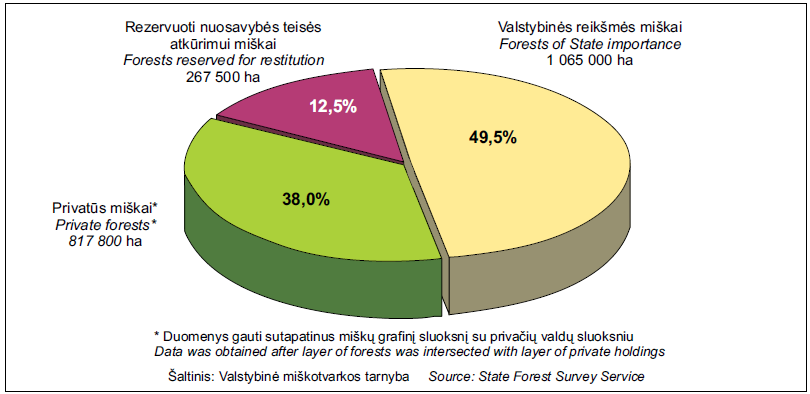 Rezervuoti nuosavybės teisės
atkūrimui miškai
Forests reserved for restitution
267 500 ha
Valstybinės reikšmės miškai
Forests of State importance
1 065 000 ha
12,5%
49,5%
38,0%
Privatūs miškai*
Private forests*
817 800 ha
* Duomenys gauti sutapatinus miškų grafinį sluoksnį su privačių valdų sluoksniu
Data was obtained after layer of forests was intersected with layer of private holdings
Šaltinis: Valstybinė miškotvarkos tarnyba Source: State Forest Survey Service